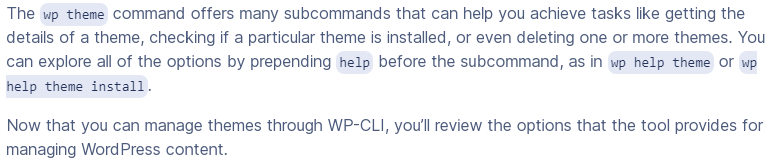 The wp theme command offers many subcommands that can help you achieve tasks like getting the
details of a theme, checking if a particular theme is installed, or even deleting one or more themes. You
can explore all of the options by prepending help before the subcommand, as in wp help theme or wp
help theme install.
Now that you can manage themes through WP-CLI, you’ll review the options that the tool provides for
managing WordPress content.